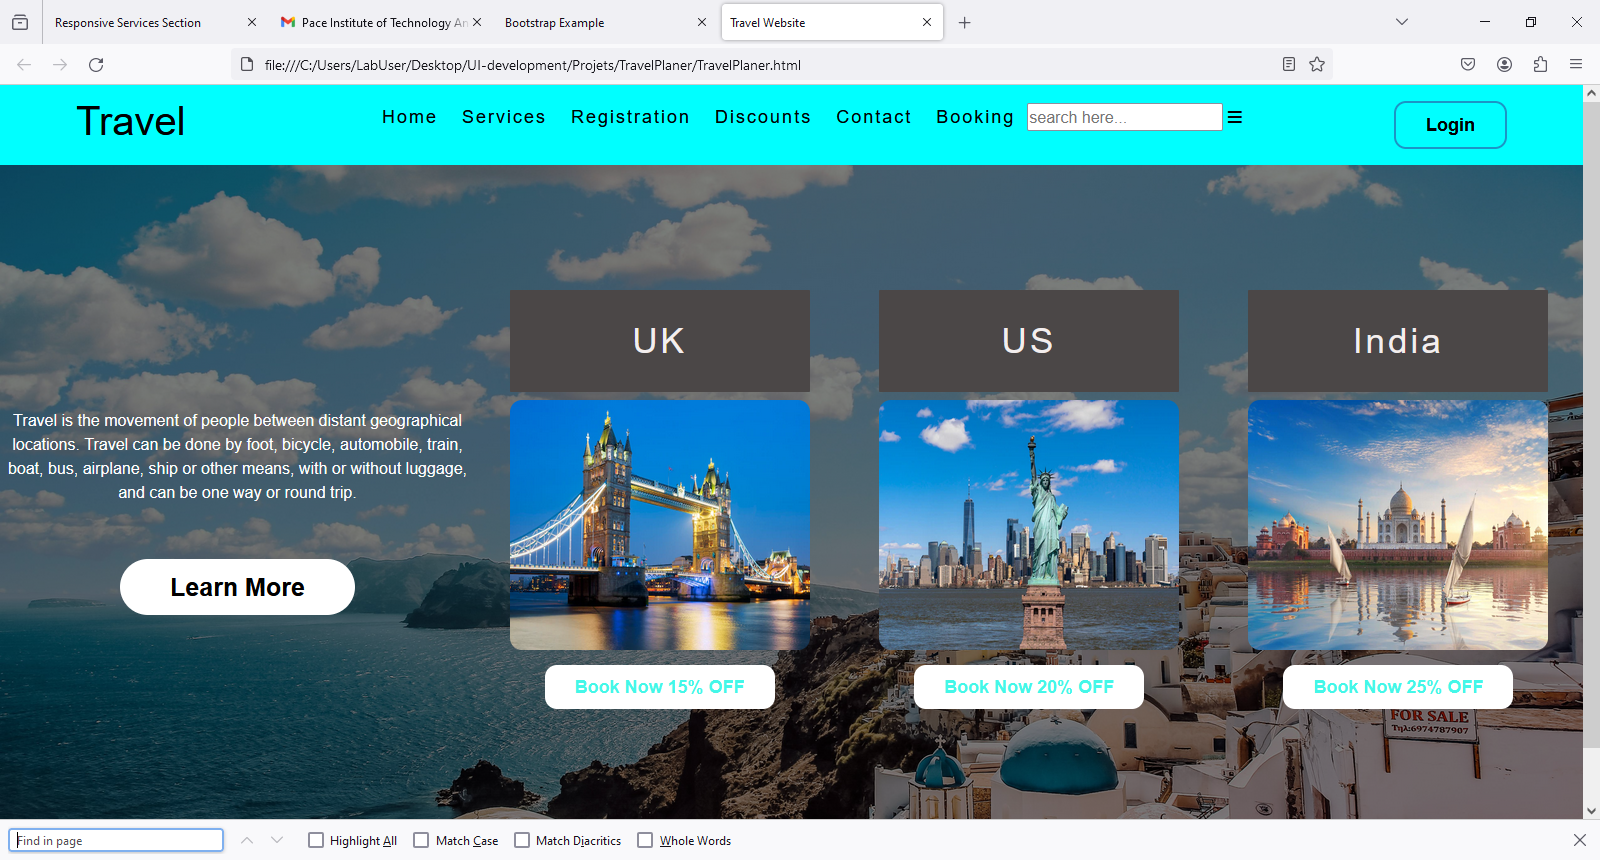 Responsive Services Section
Pace Institute of Technology An
Bootstrap Example
Travel Website
file:///C:/Users/LabUser/Desktop/UI-development/Projets/TravelPlaner/TravelPlaner.html
Travel
Home Services Registration Discounts Contact Booking search here... Login
UK
US
India
Travel is the movement of people between distant geographical
locations. Travel can be done by foot, bicycle, automobile, train,
boat, bus, airplane, ship or other means, with or without luggage,
and can be one way or round trip.
Learn More
Book Now 15% OFF
Book Now 20% OFF
Book Now 25% OFF
FOR SALE
Τηλ:6974787907
Find in page
Highlight All
Match Case
Match Diacritics
Whole Words